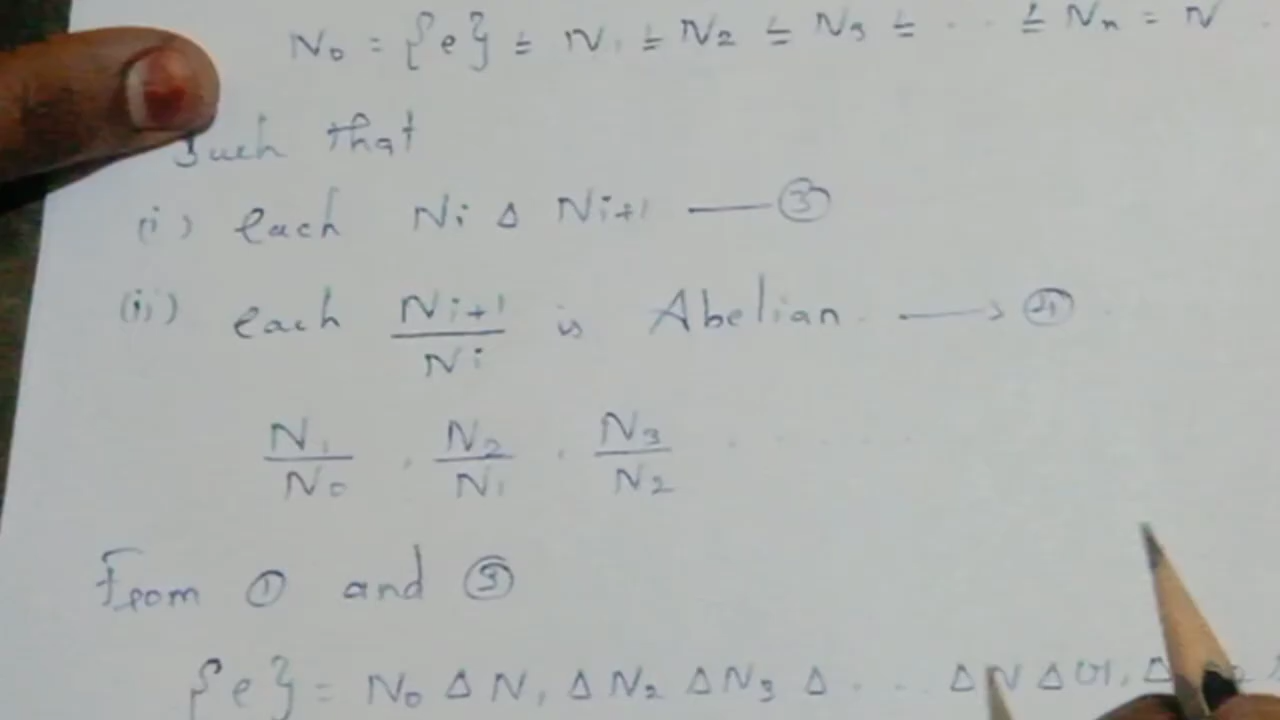 N₀ = {e} ≤ N₁ ≤ N₂ ≤ N₃ ≤ . . ≤ Nₙ = N
Such that
(i) each Ni Δ Ni+1 — ③
(ii) each Ni+1/Ni is Abelian. → ④
N₁/N₀ . N₂/N₁ . N₃/N₂ . . . . .
From ① and ③
{e} = N₀ Δ N₁ Δ N₂ Δ N₃ Δ . . . Δ N Δ